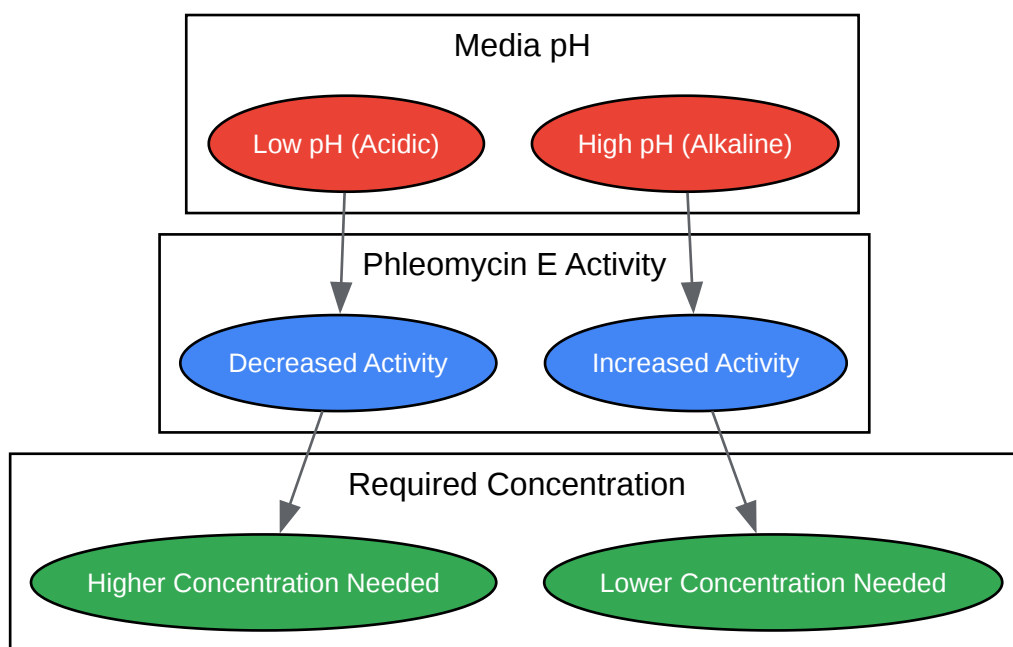 Media pH
Low pH (Acidic)
High pH (Alkaline)
Phleomycin E Activity
Decreased Activity
Increased Activity
Required Concentration
Higher Concentration Needed
Lower Concentration Needed